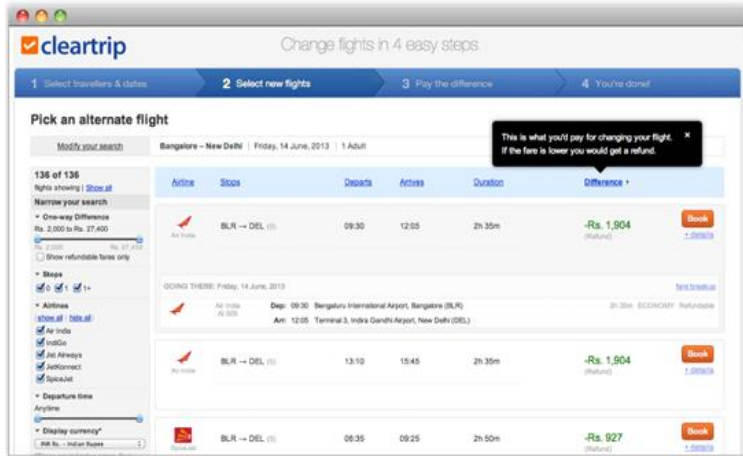 cleartrip
Change flights in 4 easy steps
1 Select travellers & dates
2 Select new flights
3 Pay the difference
4 You're done!
Pick an alternate flight
Modify your search
Bangalore – New Delhi | Friday, 14 June, 2013 | 1 Adult
This is what you'd pay for changing your flight.
If the fare is lower you would get a refund.
×
136 of 136
flights showing | Show all
Narrow your search
One-way Difference
Rs. 2,000 to Rs. 27,400
Rs. 2,000
Show refundable fares only
Stops
0 1 1+
Airlines
show all | hide all
Air India
IndiGo
Jet Airways
JetKonnect
SpiceJet
Departure time
Anytime
Display currency*
INR Rs. - Indian Rupee
Airline Stops Departs Arrives Duration Difference
Air India
BLR → DEL (0) 09:30 12:05 2h 35m -Rs. 1,904 Book
(Refund) + details
GOING THERE: Friday, 14 June, 2013 fare breakup
Air India
Dep: 09:30 Bengaluru International Airport, Bangalore (BLR) 2h 35m ECONOMY Refundable
Arr: 12:05 Terminal 3, Indira Gandhi Airport, New Delhi (DEL)
BLR → DEL (0) 13:10 15:45 2h 35m -Rs. 1,904 Book
Air India (Refund) + details
BLR → DEL (0) 06:35 09:25 2h 50m -Rs. 927 Book
SpiceJet (Refund) + details